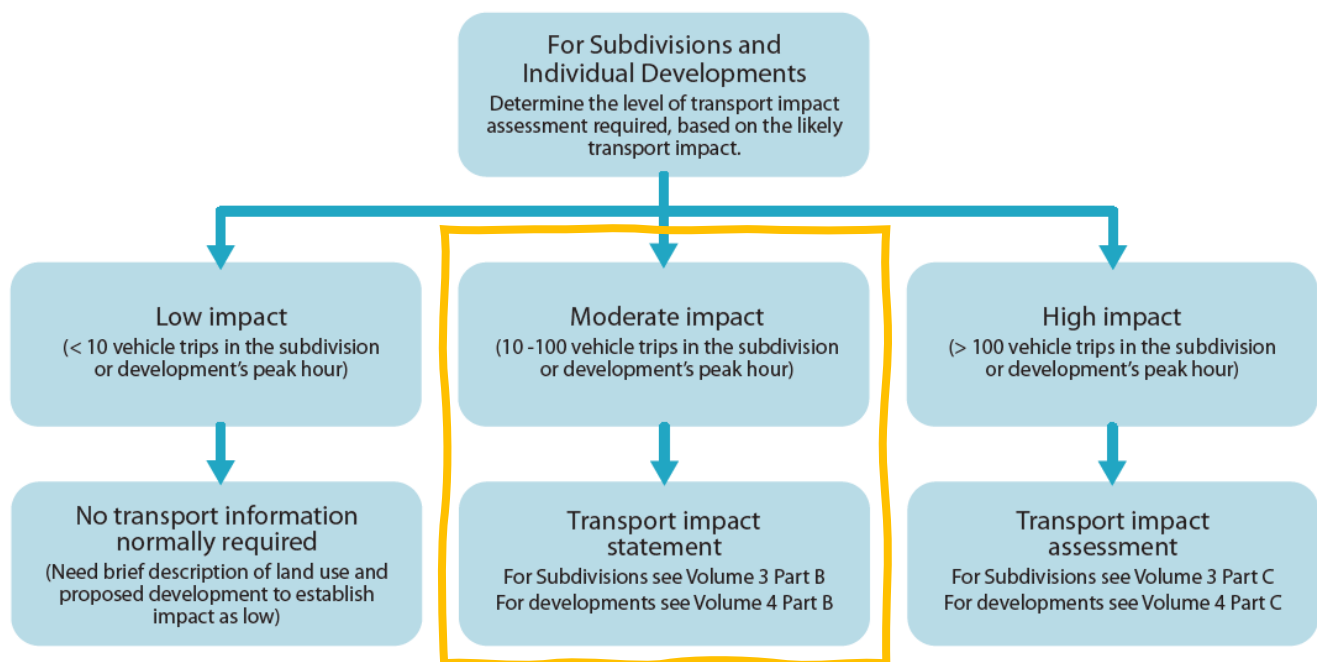 For Subdivisions and
Individual Developments
Determine the level of transport impact
assessment required, based on the likely
transport impact.
Low impact
(< 10 vehicle trips in the subdivision
or development's peak hour)
Moderate impact
(10 -100 vehicle trips in the subdivision
or development's peak hour)
High impact
(> 100 vehicle trips in the subdivision
or development's peak hour)
No transport information
normally required
(Need brief description of land use and
proposed development to establish
impact as low)
Transport impact
statement
For Subdivisions see Volume 3 Part B
For developments see Volume 4 Part B
Transport impact
assessment
For Subdivisions see Volume 3 Part C
For developments see Volume 4 Part C